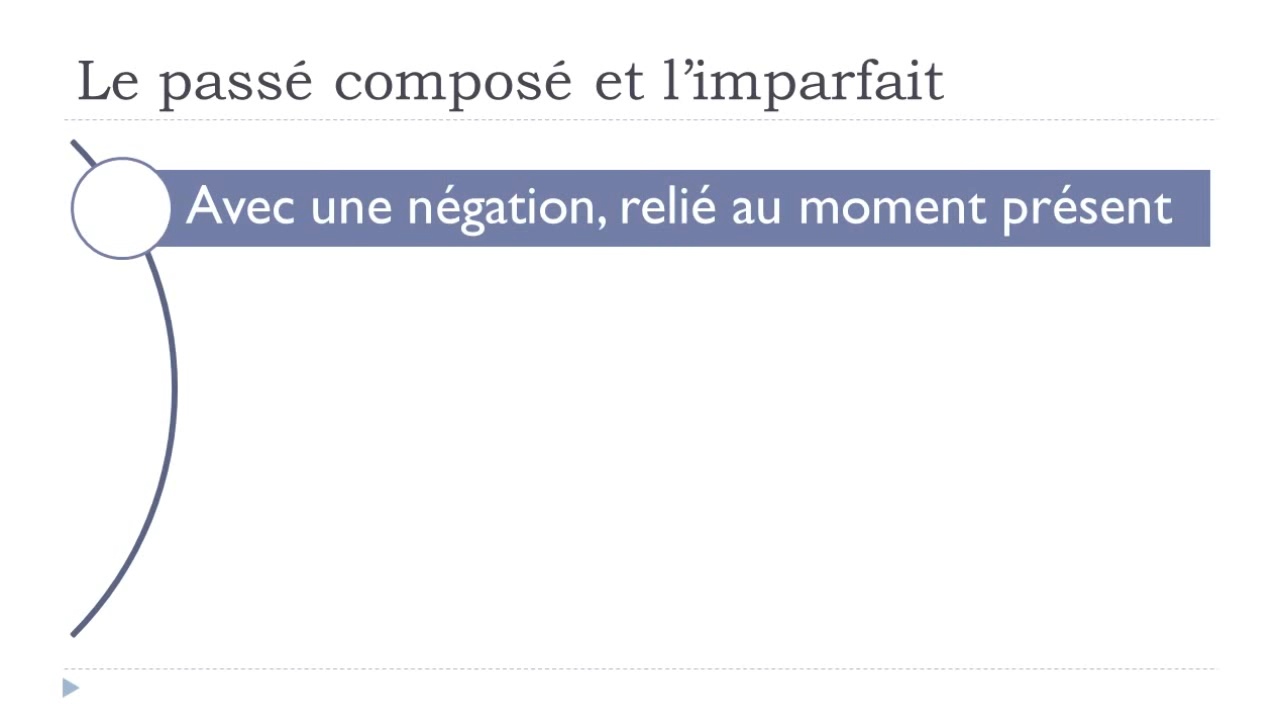 Le passé composé et l’imparfait
Avec une négation, relié au moment présent